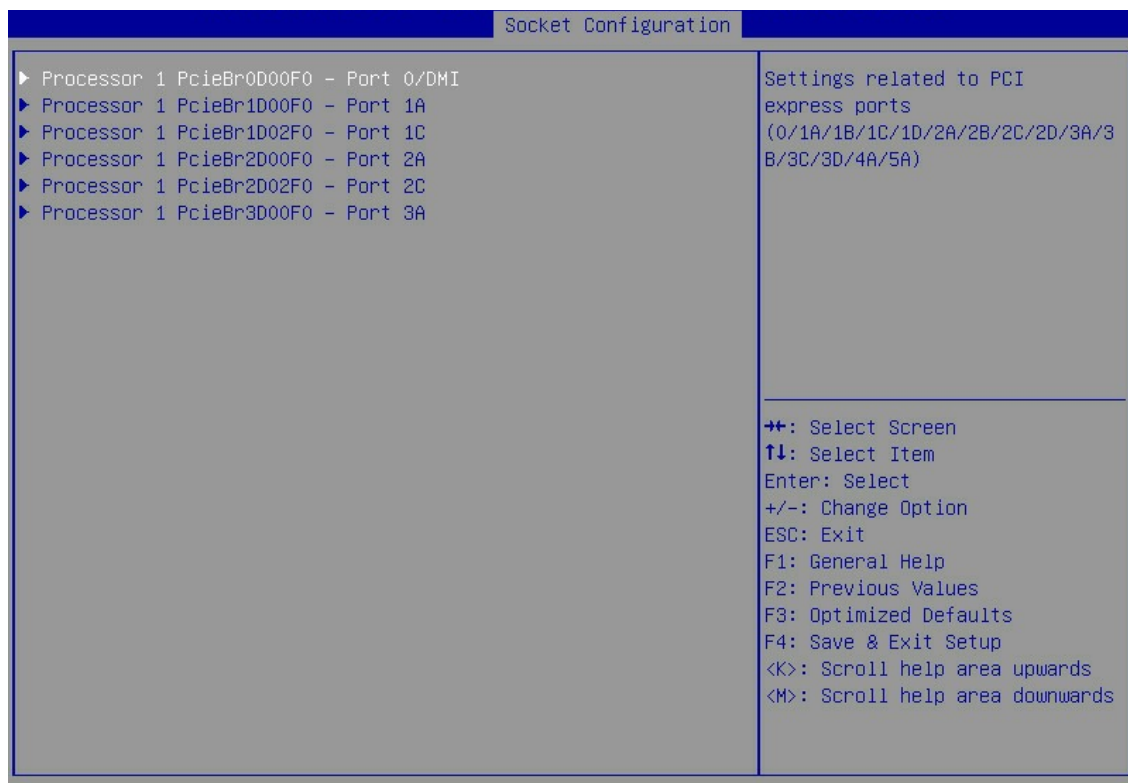 Socket Configuration
▶ Processor 1 PcieBr0D00F0 - Port 0/DMI
▶ Processor 1 PcieBr1D00F0 - Port 1A
▶ Processor 1 PcieBr1D02F0 - Port 1C
▶ Processor 1 PcieBr2D00F0 - Port 2A
▶ Processor 1 PcieBr2D02F0 - Port 2C
▶ Processor 1 PcieBr3D00F0 - Port 3A
Settings related to PCI
express ports
(0/1A/1B/1C/1D/2A/2B/2C/2D/3A/3
B/3C/3D/4A/5A)
→←: Select Screen
↑↓: Select Item
Enter: Select
+/-: Change Option
ESC: Exit
F1: General Help
F2: Previous Values
F3: Optimized Defaults
F4: Save & Exit Setup
<K>: Scroll help area upwards
<M>: Scroll help area downwards